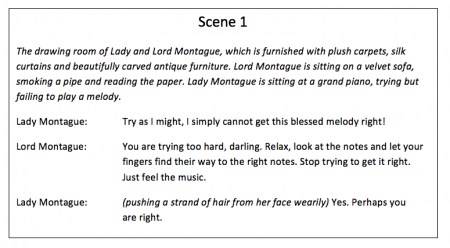 Scene 1
The drawing room of Lady and Lord Montague, which is furnished with plush carpets, silk
curtains and beautifully carved antique furniture. Lord Montague is sitting on a velvet sofa,
smoking a pipe and reading the paper. Lady Montague is sitting at a grand piano, trying but
failing to play a melody.
Lady Montague: Try as I might, I simply cannot get this blessed melody right!
Lord Montague: You are trying too hard, darling. Relax, look at the notes and let your
fingers find their way to the right notes. Stop trying to get it right.
Just feel the music.
Lady Montague: (pushing a strand of hair from her face wearily) Yes. Perhaps you
are right.